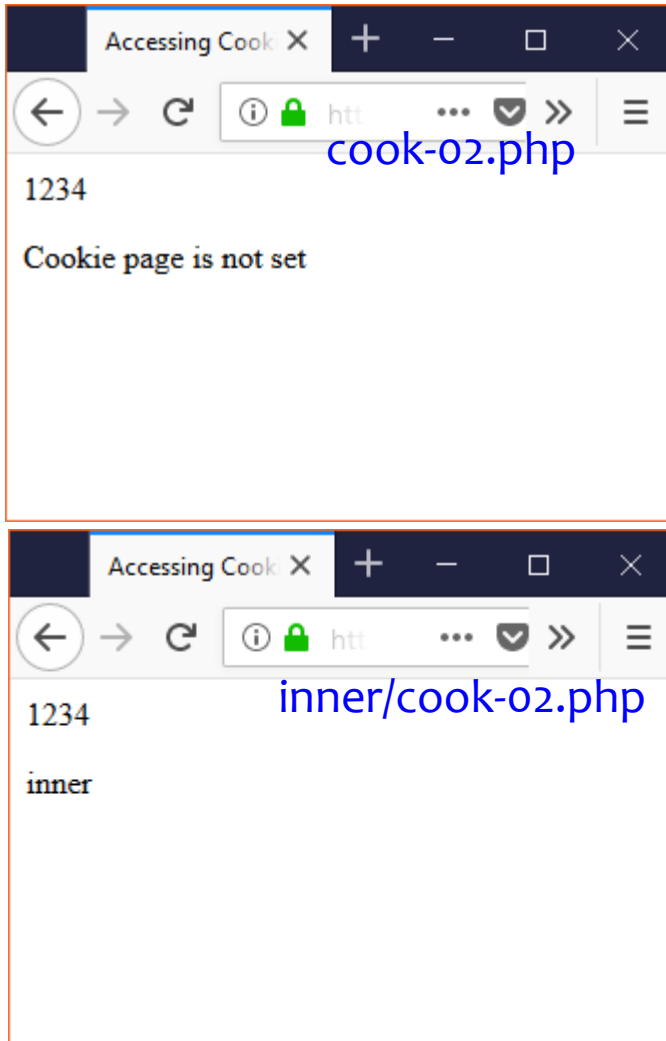 Accessing Cook
htt
cook-02.php
1234
Cookie page is not set
Accessing Cook
htt
inner/cook-02.php
1234
inner